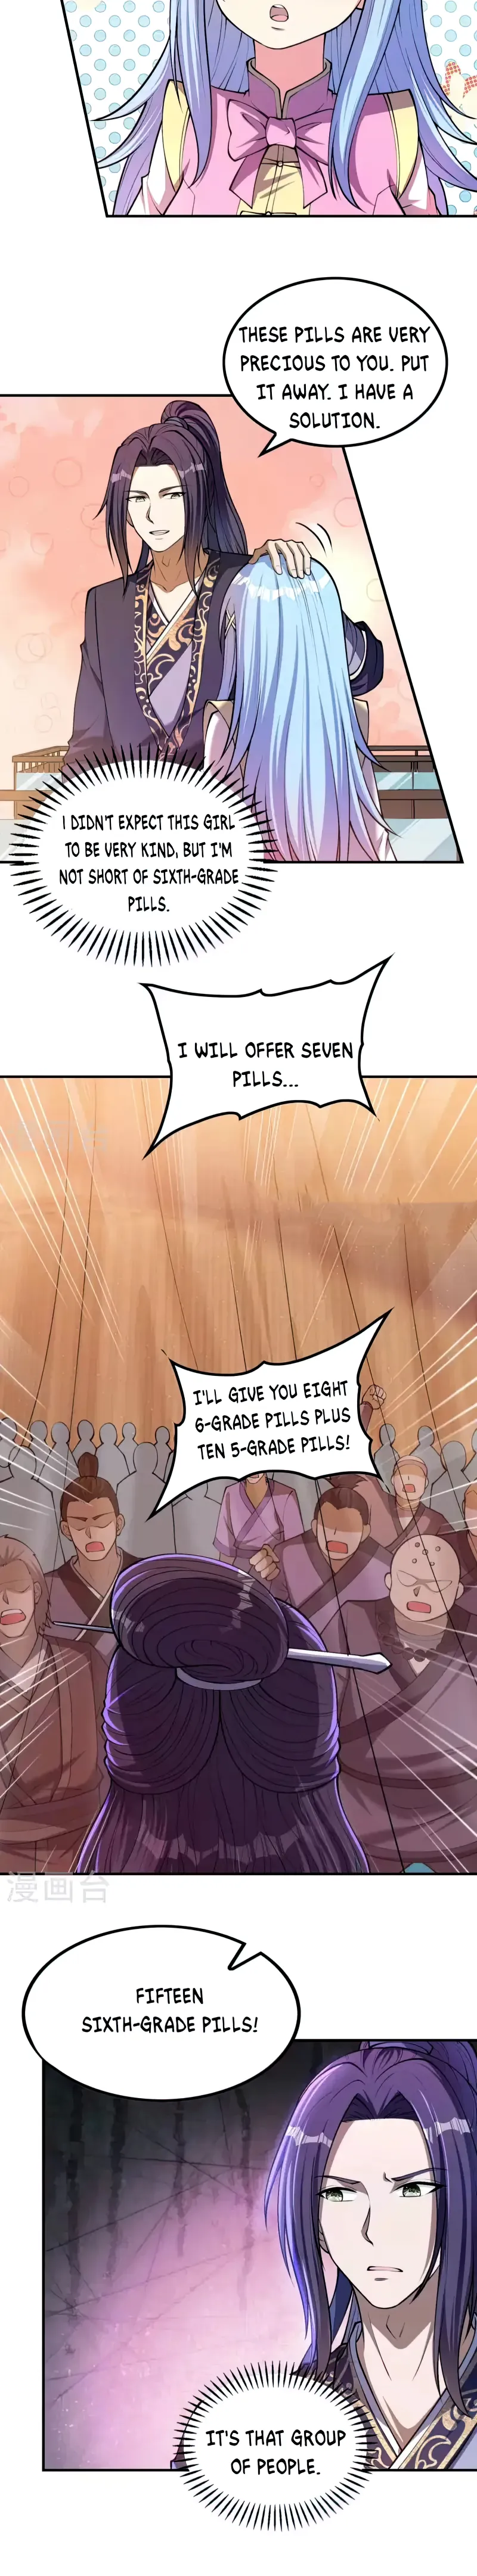 THESE PILLS ARE VERY
PRECIOUS TO YOU. PUT
IT AWAY. I HAVE A
SOLUTION.
I DIDN'T EXPECT THIS GIRL
TO BE VERY KIND, BUT I'M
NOT SHORT OF SIXTH-GRADE
PILLS.
I WILL OFFER SEVEN
PILLS...
I'LL GIVE YOU EIGHT
6-GRADE PILLS PLUS
TEN 5-GRADE PILLS!
漫画台
FIFTEEN
SIXTH-GRADE PILLS!
IT'S THAT GROUP
OF PEOPLE.